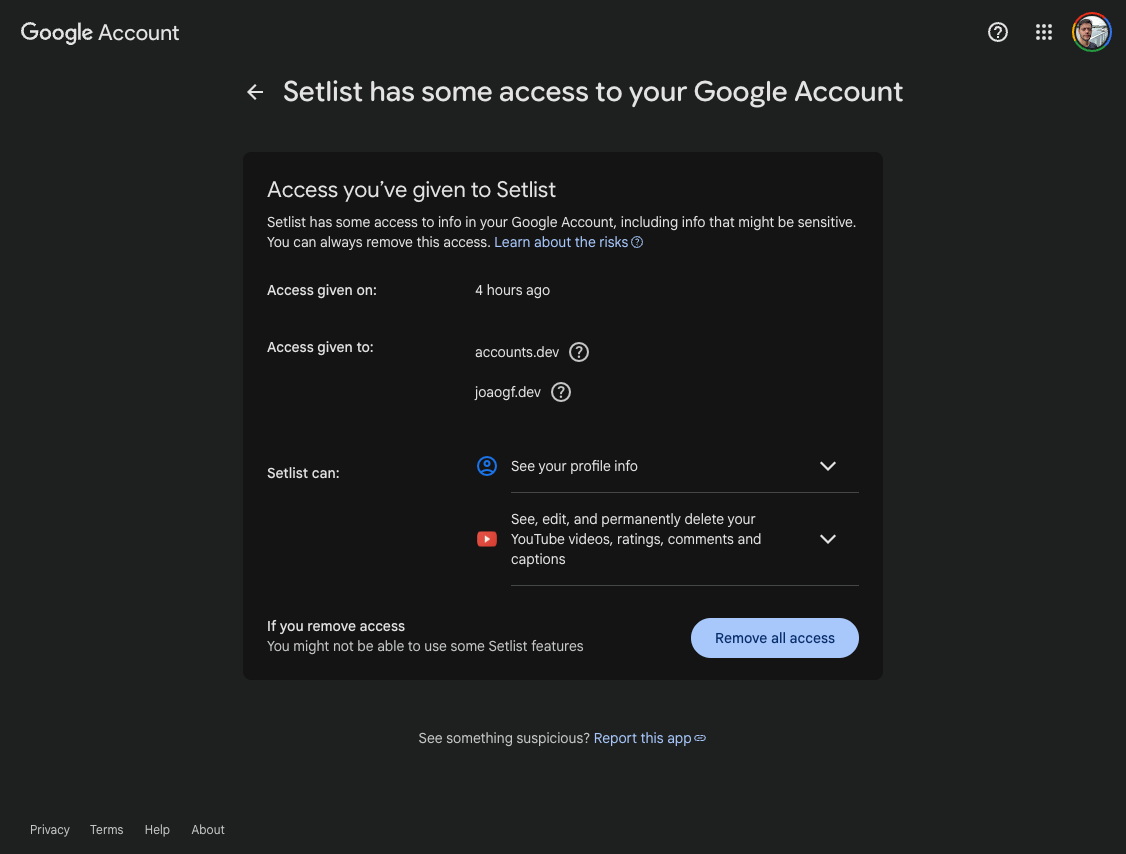 Google Account
Setlist has some access to your Google Account
Access you’ve given to Setlist
Setlist has some access to info in your Google Account, including info that might be sensitive.
You can always remove this access. Learn about the risks
Access given on:
4 hours ago
Access given to:
accounts.dev
joaogf.dev
Setlist can:
See your profile info
See, edit, and permanently delete your
YouTube videos, ratings, comments and
captions
If you remove access
You might not be able to use some Setlist features
Remove all access
See something suspicious? Report this app
Privacy Terms Help About